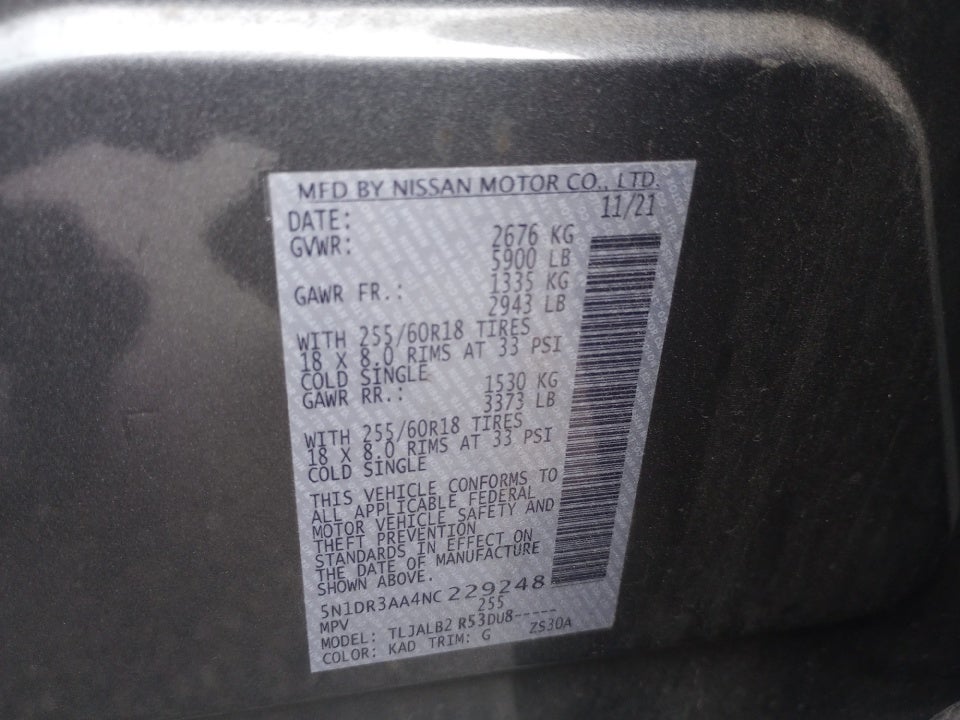 MFD BY NISSAN MOTOR CO., LTD.
DATE: 11/21
GVWR: 2676 KG
5900 LB
GAWR FR.: 1335 KG
2943 LB
WITH 255/60R18 TIRES
18 X 8.0 RIMS AT 33 PSI
COLD SINGLE
GAWR RR.: 1530 KG
3373 LB
WITH 255/60R18 TIRES
18 X 8.0 RIMS AT 33 PSI
COLD SINGLE
THIS VEHICLE CONFORMS TO
ALL APPLICABLE FEDERAL
MOTOR VEHICLE SAFETY AND
THEFT PREVENTION
STANDARDS IN EFFECT ON
THE DATE OF MANUFACTURE
SHOWN ABOVE.
5N1DR3AA4NC229248
MPV 255
MODEL: TLJALB2 R53DU8-----
COLOR: KAD TRIM: G ZS30A